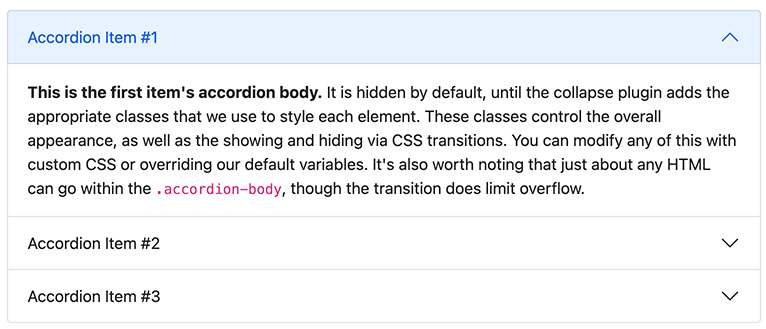 Accordion Item #1
This is the first item's accordion body. It is hidden by default, until the collapse plugin adds the
appropriate classes that we use to style each element. These classes control the overall
appearance, as well as the showing and hiding via CSS transitions. You can modify any of this with
custom CSS or overriding our default variables. It's also worth noting that just about any HTML
can go within the .accordion-body, though the transition does limit overflow.
Accordion Item #2
Accordion Item #3